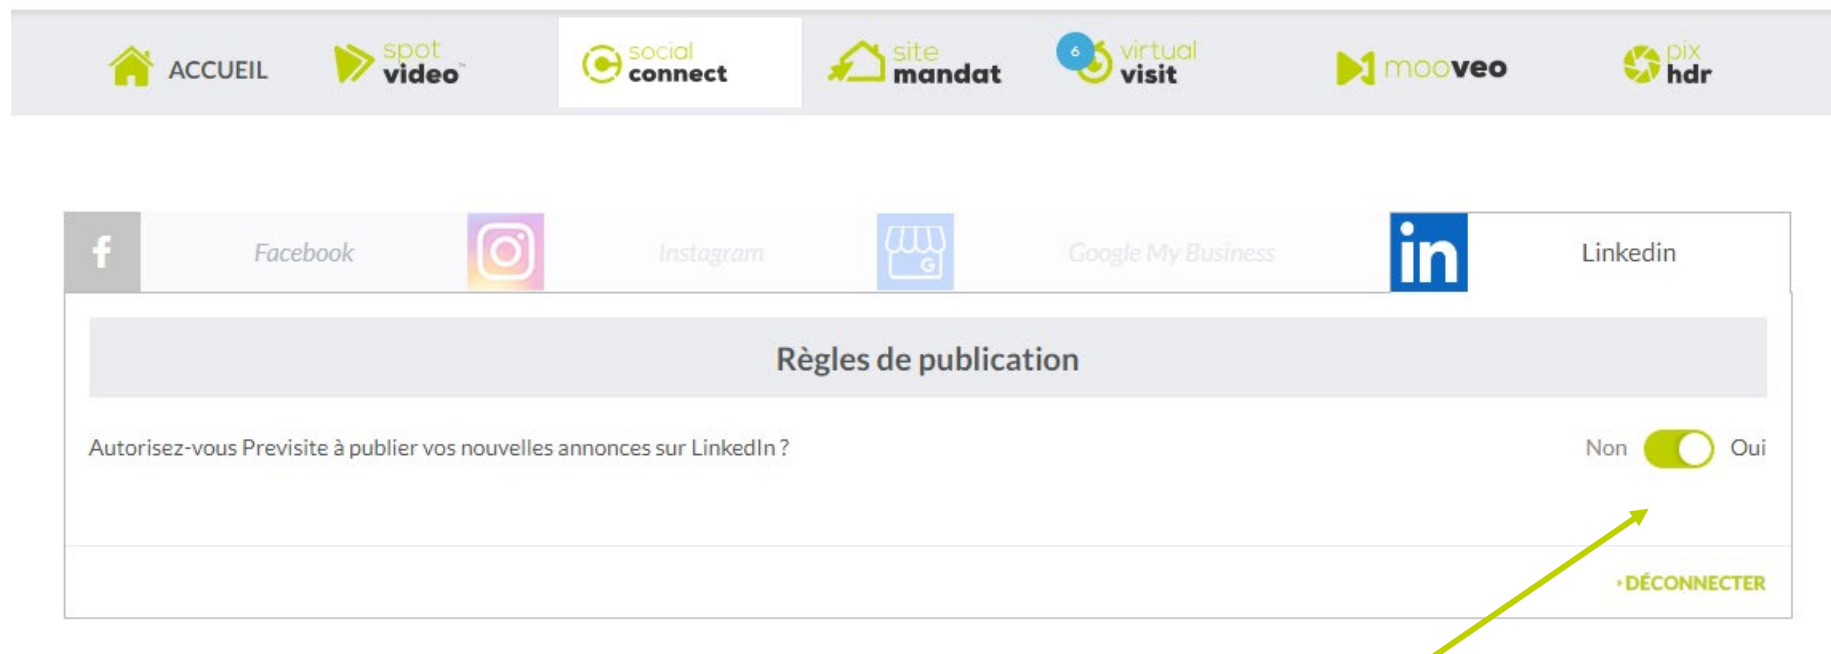 ACCUEIL
spot
video
social
connect
site
mandat
6
virtual
visit
mooveo
pix
hdr
f
Facebook
Instagram
G
Google My Business
in
Linkedin
Règles de publication
Autorisez-vous Previsite à publier vos nouvelles annonces sur LinkedIn ?
Non
Oui
DÉCONNECTER